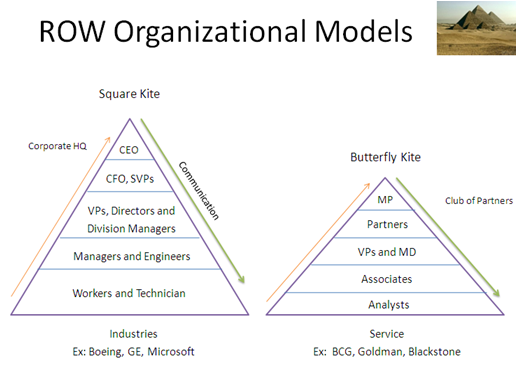 ROW Organizational Models
Square Kite
Corporate HQ
Communication
CEO
CFO, SVPs
VPs, Directors and
Division Managers
Managers and Engineers
Workers and Technician
Industries
Ex: Boeing, GE, Microsoft
Butterfly Kite
Club of Partners
MP
Partners
VPs and MD
Associates
Analysts
Service
Ex:  BCG, Goldman, Blackstone